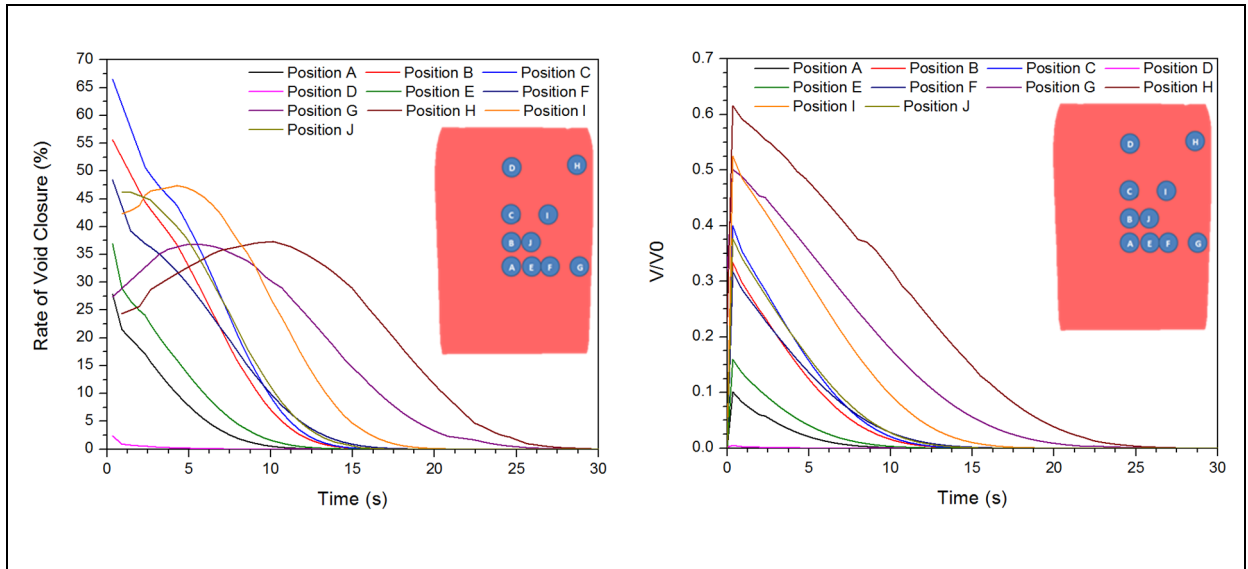 70
65
60
55
50
45
40
35
30
25
20
15
10
5
0
Rate of Void Closure (%)
Position A Position B Position C
Position D Position E Position F
Position G Position H Position I
Position J
D H
C I
B J
A E F G
0 5 10 15 20 25 30
Time (s)
0.7
0.6
0.5
0.4
0.3
0.2
0.1
0.0
V/V0
Position A Position B Position C Position D
Position E Position F Position G Position H
Position I Position J
D H
C I
B J
A E F G
0 5 10 15 20 25 30
Time (s)